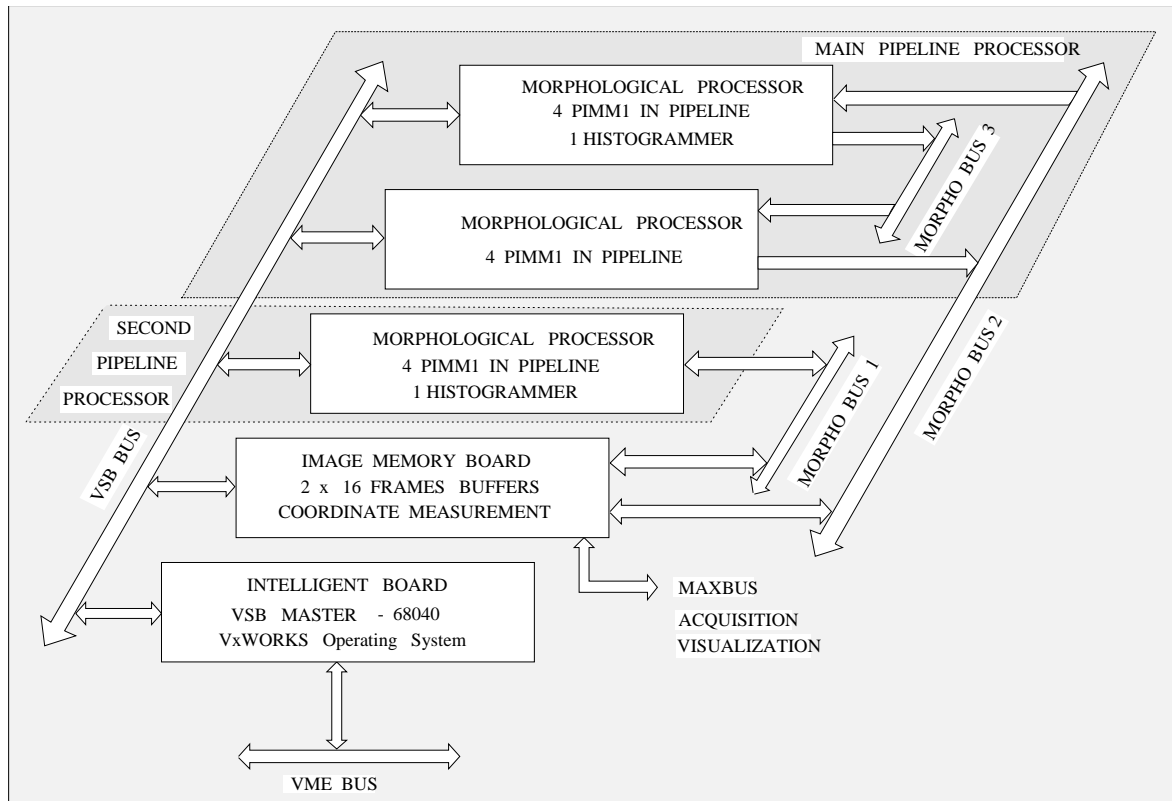 MAIN PIPELINE PROCESSOR
MORPHOLOGICAL PROCESSOR
4 PIMM1 IN PIPELINE
1 HISTOGRAMMER
MORPHO BUS 3
MORPHOLOGICAL PROCESSOR
4 PIMM1 IN PIPELINE
SECOND
PIPELINE
PROCESSOR
MORPHOLOGICAL PROCESSOR
4 PIMM1 IN PIPELINE
1 HISTOGRAMMER
MORPHO BUS 1
MORPHO BUS 2
VSB BUS
IMAGE MEMORY BOARD
2 x 16 FRAMES BUFFERS
COORDINATE MEASUREMENT
INTELLIGENT BOARD
VSB MASTER - 68040
VxWORKS Operating System
MAXBUS
ACQUISITION
VISUALIZATION
VME BUS